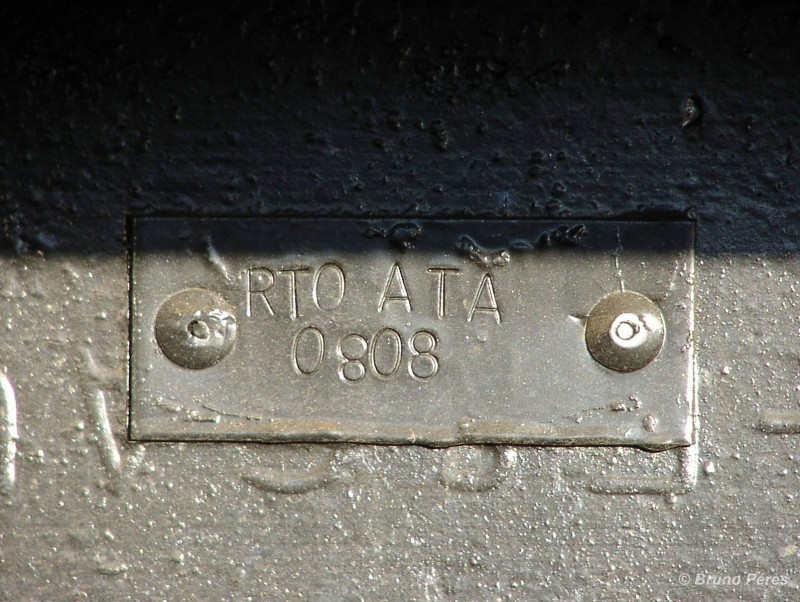 RTO ATA
0808
© Bruno Peres